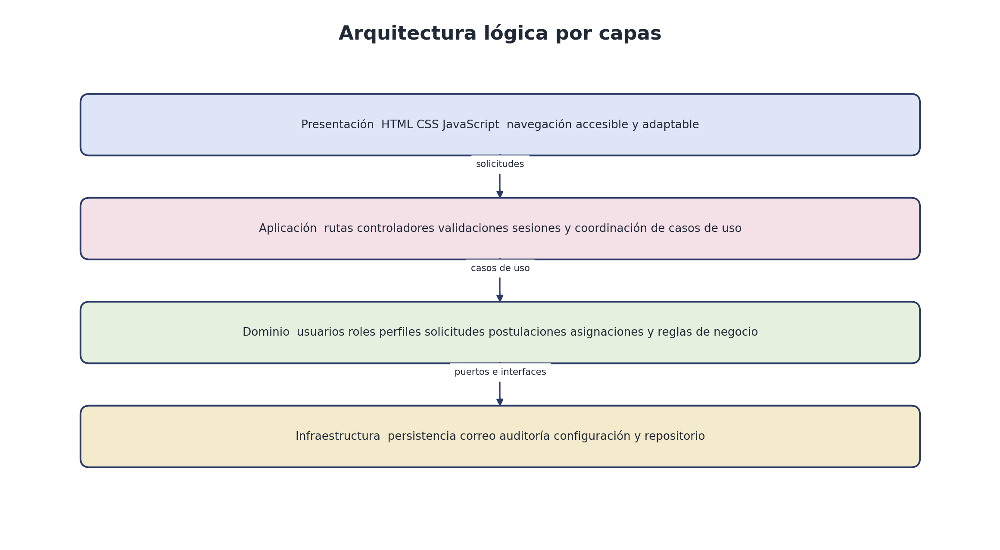 Arquitectura lógica por capas
Presentación  HTML CSS JavaScript  navegación accesible y adaptable
solicitudes
Aplicación  rutas controladores validaciones sesiones y coordinación de casos de uso
casos de uso
Dominio  usuarios roles perfiles solicitudes postulaciones asignaciones y reglas de negocio
puertos e interfaces
Infraestructura  persistencia correo auditoría configuración y repositorio